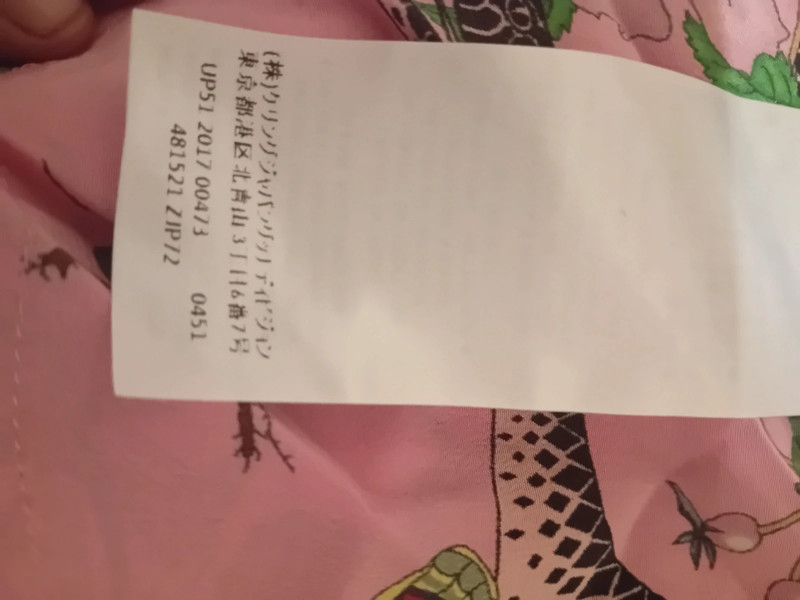 (株)ケリングジャパングッチディビジョン
東京都港区北青山3丁目6番7号
UP51 2017 00473 0451
481521 ZJP72